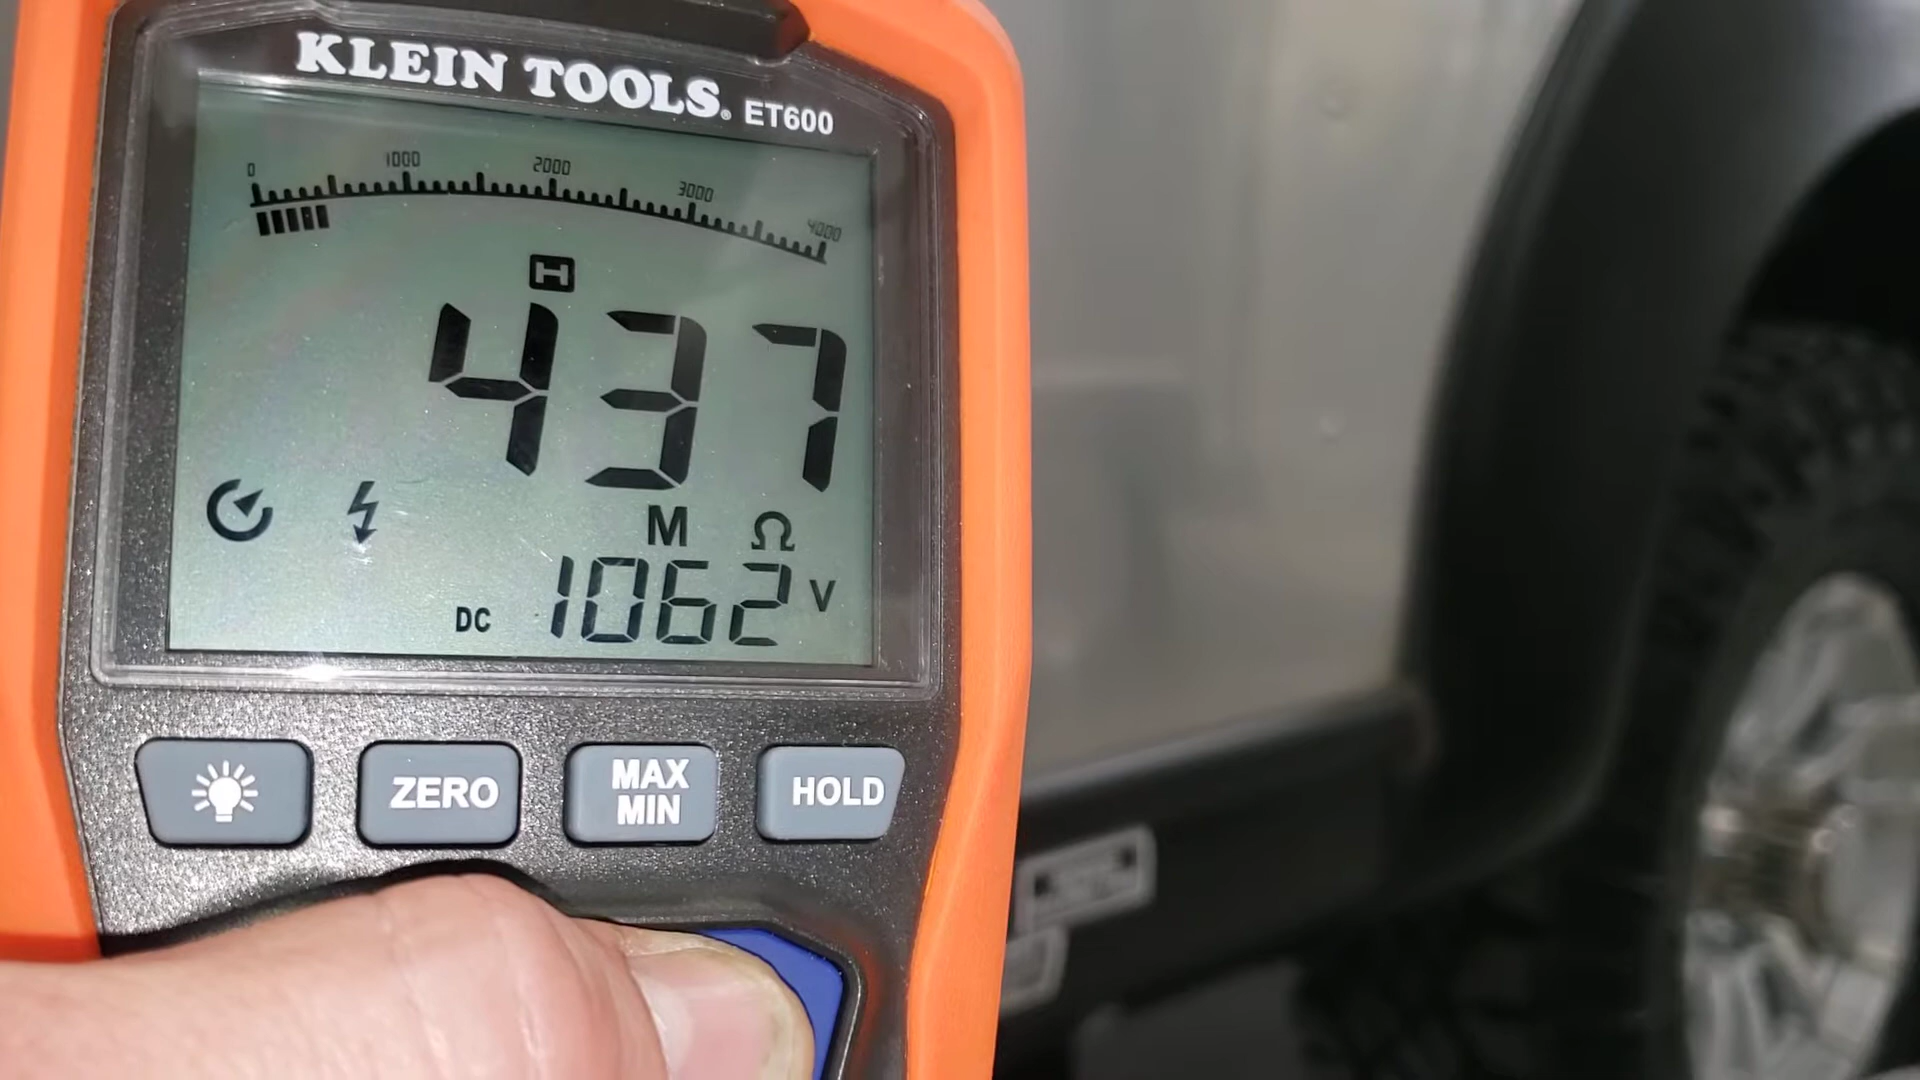 KLEIN TOOLS® ET600
0 1000 2000 3000 4000
H
437
M Ω
DC 1062 V
ZERO
MAX
MIN
HOLD